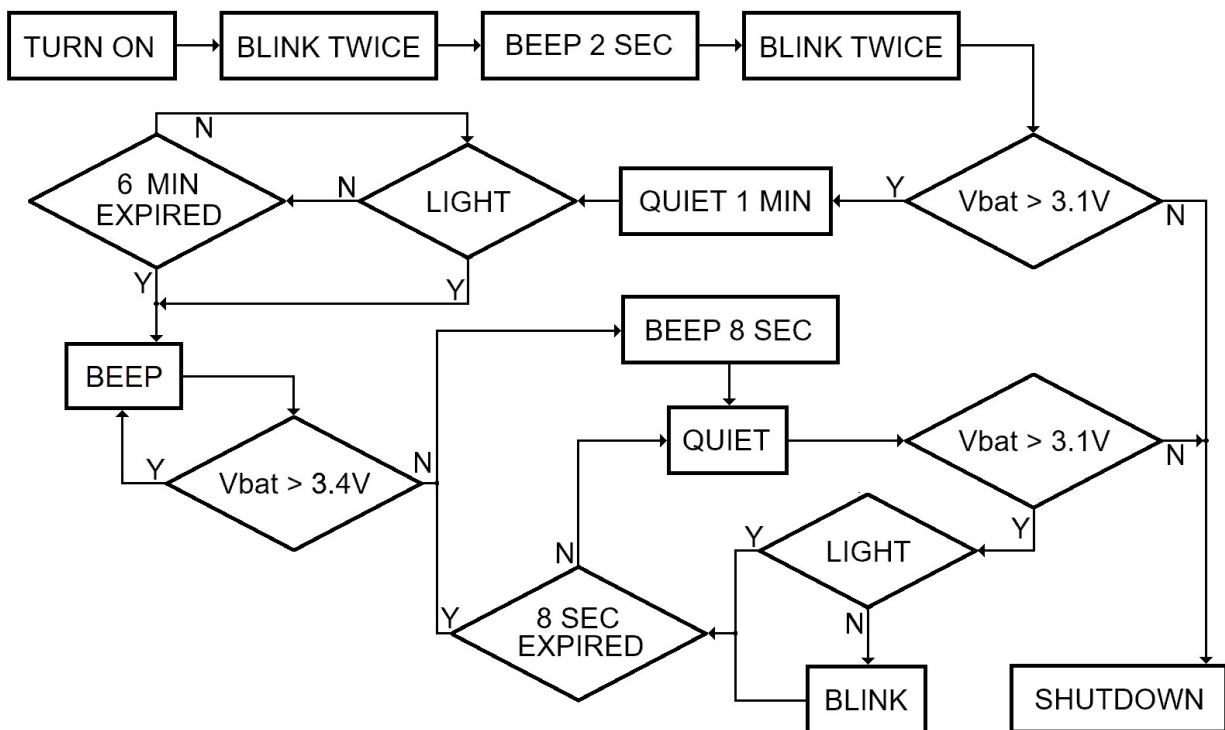 TURN ON
BLINK TWICE
BEEP 2 SEC
BLINK TWICE
N
6 MIN
EXPIRED
N
LIGHT
QUIET 1 MIN
Y
Vbat > 3.1V
N
Y
Y
BEEP 8 SEC
BEEP
QUIET
Vbat > 3.1V
N
Y
Vbat > 3.4V
N
Y
Y
LIGHT
N
Y
8 SEC
EXPIRED
N
BLINK
SHUTDOWN